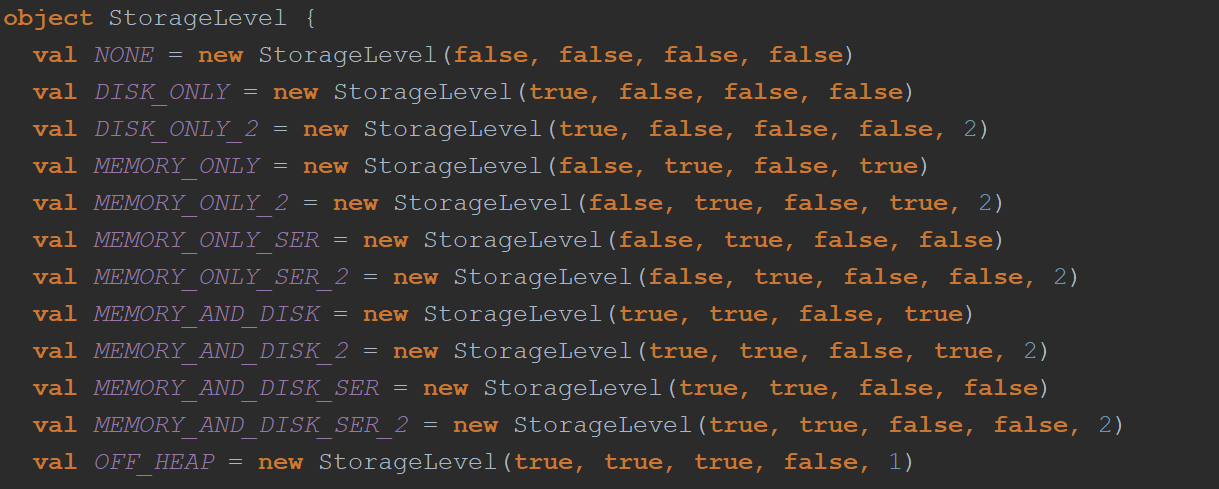 object StorageLevel {
val NONE = new StorageLevel(false, false, false, false)
val DISK_ONLY = new StorageLevel(true, false, false, false)
val DISK_ONLY_2 = new StorageLevel(true, false, false, false, 2)
val MEMORY_ONLY = new StorageLevel(false, true, false, true)
val MEMORY_ONLY_2 = new StorageLevel(false, true, false, true, 2)
val MEMORY_ONLY_SER = new StorageLevel(false, true, false, false)
val MEMORY_ONLY_SER_2 = new StorageLevel(false, true, false, false, 2)
val MEMORY_AND_DISK = new StorageLevel(true, true, false, true)
val MEMORY_AND_DISK_2 = new StorageLevel(true, true, false, true, 2)
val MEMORY_AND_DISK_SER = new StorageLevel(true, true, false, false)
val MEMORY_AND_DISK_SER_2 = new StorageLevel(true, true, false, false, 2)
val OFF_HEAP = new StorageLevel(true, true, true, false, 1)